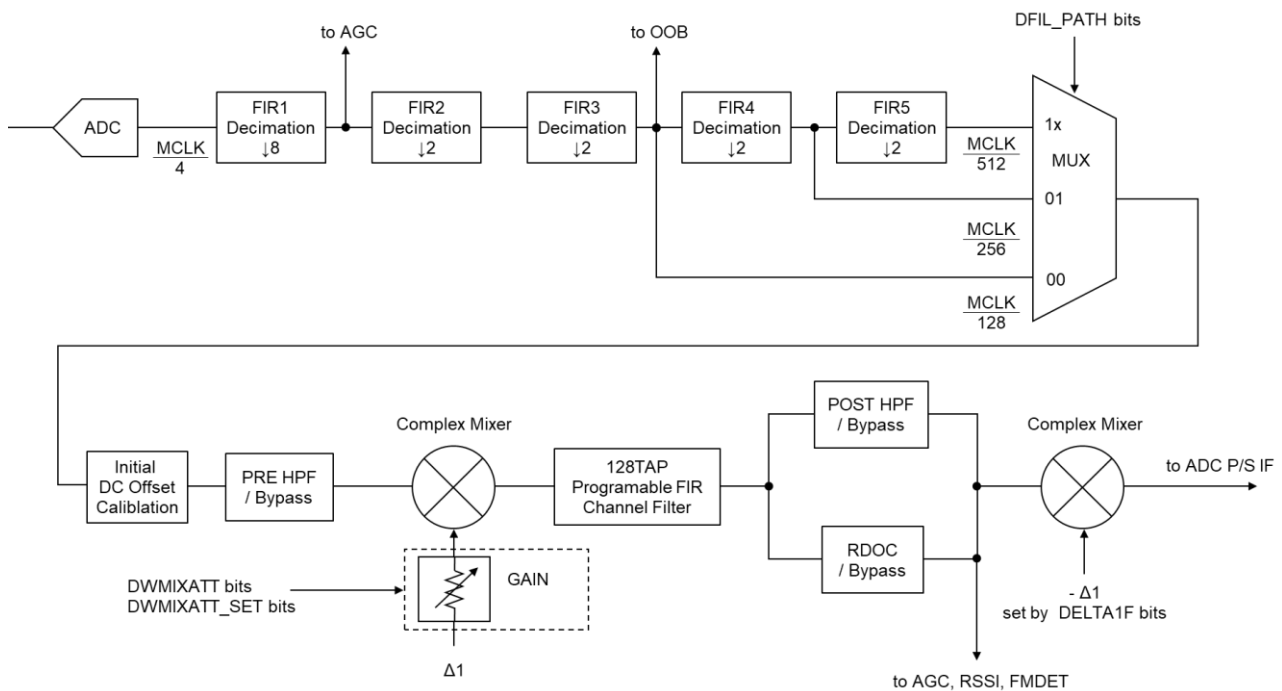 to AGC
to OOB
DFIL_PATH bits
ADC
MCLK
4
FIR1
Decimation
↓8
FIR2
Decimation
↓2
FIR3
Decimation
↓2
FIR4
Decimation
↓2
FIR5
Decimation
↓2
MCLK
512
1x
MUX
01
MCLK
256
00
MCLK
128
Initial
DC Offset
Caliblation
PRE HPF
/ Bypass
Complex Mixer
128TAP
Programable FIR
Channel Filter
POST HPF
/ Bypass
RDOC
/ Bypass
Complex Mixer
to ADC P/S IF
DWMIXATT bits
DWMIXATT_SET bits
GAIN
Δ1
- Δ1
set by DELTA1F bits
to AGC, RSSI, FMDET